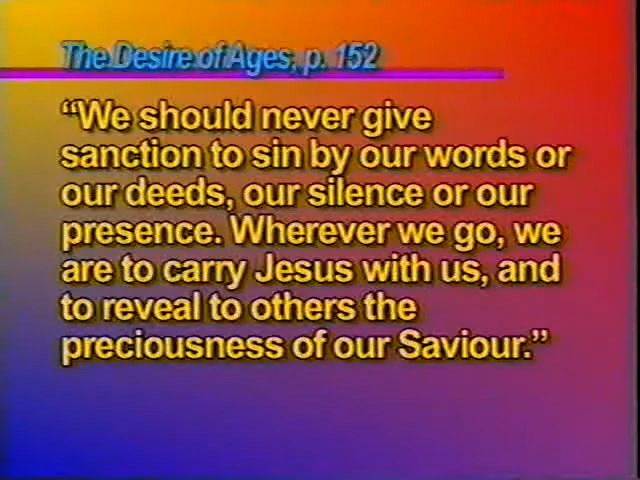 The Desire of Ages, p. 152
“We should never give
sanction to sin by our words or
our deeds, our silence or our
presence. Wherever we go, we
are to carry Jesus with us, and
to reveal to others the
preciousness of our Saviour.”